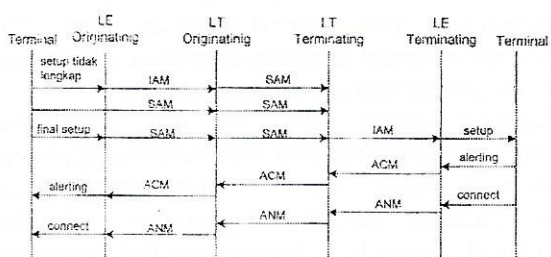 LE LT LT LE
Terminal Originating Originatinig Terminating Terminating Terminal
setup tidak
lengkap IAM SAM
SAM SAM
final setup SAM SAM IAM setup
ACM alerting
alerting ACM ACM
ANM connect
connect ANM ANM